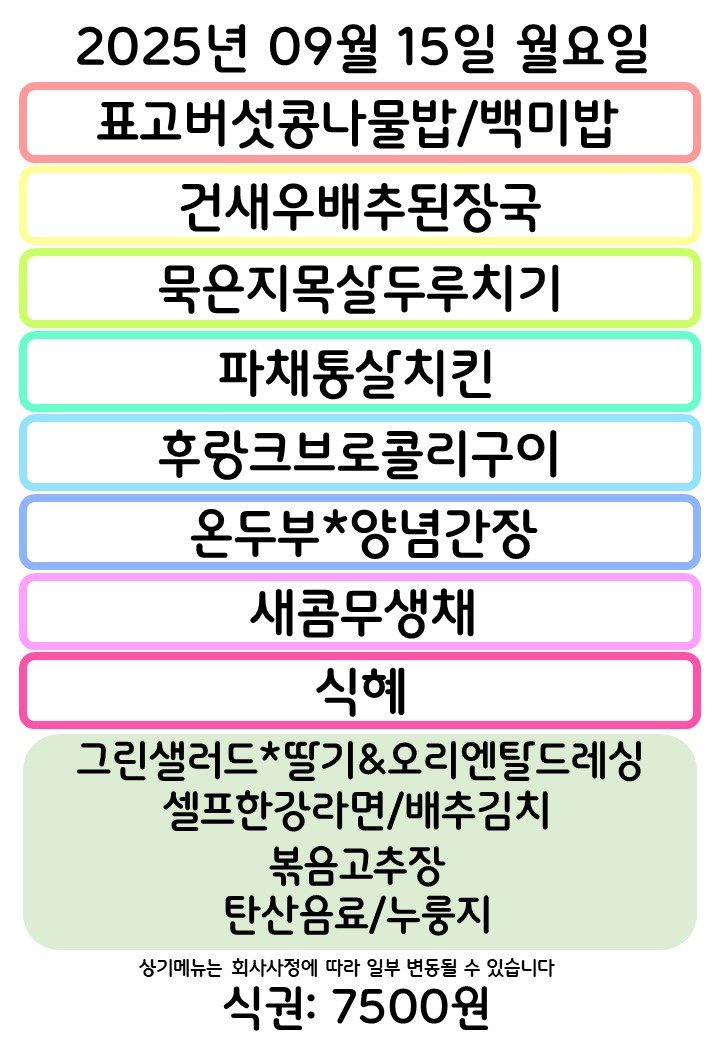 2025년 09월 15일 월요일
표고버섯콩나물밥/백미밥
건새우배추된장국
묵은지목살두루치기
파채통살치킨
후랑크브로콜리구이
온두부*양념간장
새콤무생채
식혜
그린샐러드*딸기&오리엔탈드레싱
셀프한강라면/배추김치
볶음고추장
탄산음료/누룽지
상기메뉴는 회사사정에 따라 일부 변동될 수 있습니다
식권: 7500원